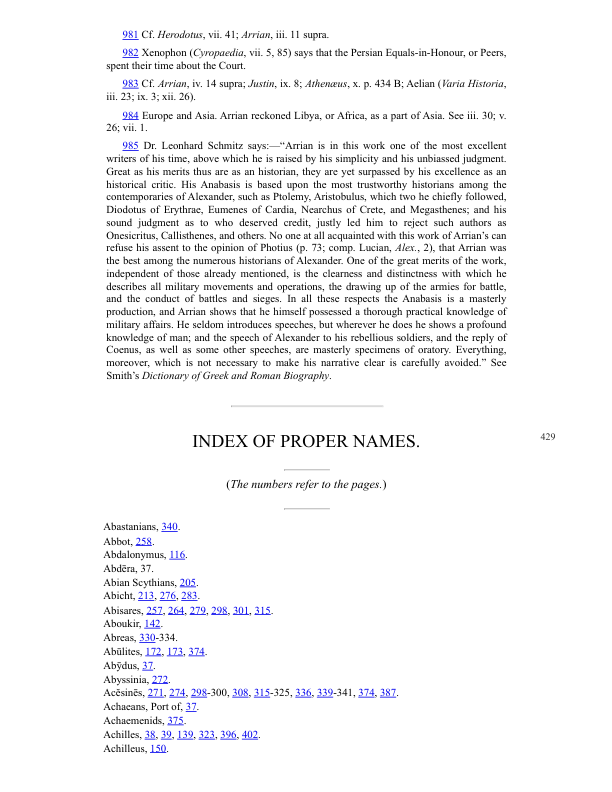 981 Cf. Herodotus, vii. 41; Arrian, iii. 11 supra.
982 Xenophon (Cyropaedia, vii. 5, 85) says that the Persian Equals-in-Honour, or Peers,
spent their time about the Court.
983 Cf. Arrian, iv. 14 supra; Justin, ix. 8; Athenæus, x. p. 434 B; Aelian (Varia Historia,
iii. 23; ix. 3; xii. 26).
984 Europe and Asia. Arrian reckoned Libya, or Africa, as a part of Asia. See iii. 30; v.
26; vii. 1.
985 Dr. Leonhard Schmitz says:—“Arrian is in this work one of the most excellent
writers of his time, above which he is raised by his simplicity and his unbiassed judgment.
Great as his merits thus are as an historian, they are yet surpassed by his excellence as an
historical critic. His Anabasis is based upon the most trustworthy historians among the
contemporaries of Alexander, such as Ptolemy, Aristobulus, which two he chiefly followed,
Diodotus of Erythrae, Eumenes of Cardia, Nearchus of Crete, and Megasthenes; and his
sound judgment as to who deserved credit, justly led him to reject such authors as
Onesicritus, Callisthenes, and others. No one at all acquainted with this work of Arrian’s can
refuse his assent to the opinion of Photius (p. 73; comp. Lucian, Alex., 2), that Arrian was
the best among the numerous historians of Alexander. One of the great merits of the work,
independent of those already mentioned, is the clearness and distinctness with which he
describes all military movements and operations, the drawing up of the armies for battle,
and the conduct of battles and sieges. In all these respects the Anabasis is a masterly
production, and Arrian shows that he himself possessed a thorough practical knowledge of
military affairs. He seldom introduces speeches, but wherever he does he shows a profound
knowledge of man; and the speech of Alexander to his rebellious soldiers, and the reply of
Coenus, as well as some other speeches, are masterly specimens of oratory. Everything,
moreover, which is not necessary to make his narrative clear is carefully avoided.” See
Smith’s Dictionary of Greek and Roman Biography.
INDEX OF PROPER NAMES.
429
(The numbers refer to the pages.)
Abastanians, 340.
Abbot, 258.
Abdalonymus, 116.
Abdēra, 37.
Abian Scythians, 205.
Abicht, 213, 276, 283.
Abisares, 257, 264, 279, 298, 301, 315.
Aboukir, 142.
Abreas, 330-334.
Abūlites, 172, 173, 374.
Abȳdus, 37.
Abyssinia, 272.
Acĕsinēs, 271, 274, 298-300, 308, 315-325, 336, 339-341, 374, 387.
Achaeans, Port of, 37.
Achaemenids, 375.
Achilles, 38, 39, 139, 323, 396, 402.
Achilleus, 150.